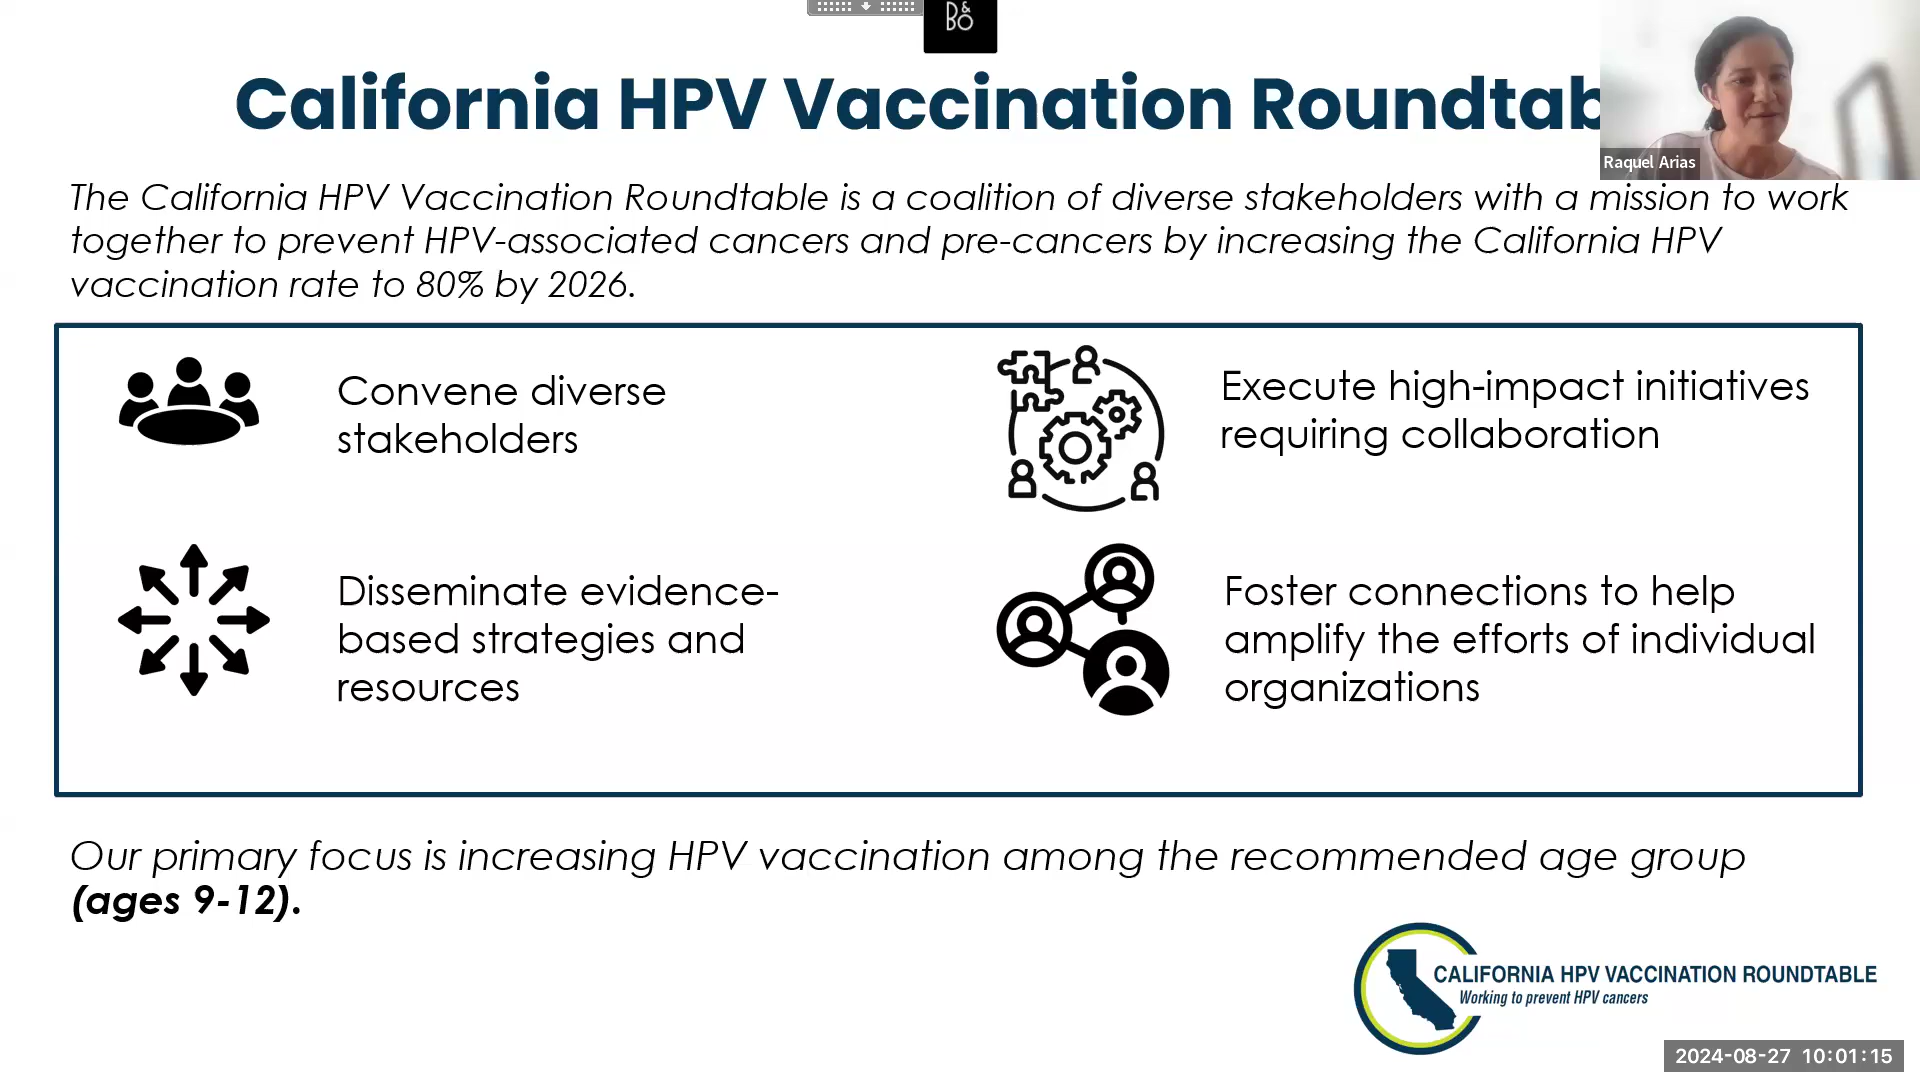 B&O
California HPV Vaccination Roundtab
Raquel Arias
The California HPV Vaccination Roundtable is a coalition of diverse stakeholders with a mission to work
together to prevent HPV-associated cancers and pre-cancers by increasing the California HPV
vaccination rate to 80% by 2026.
Convene diverse
stakeholders
Execute high-impact initiatives
requiring collaboration
Disseminate evidence-
based strategies and
resources
Foster connections to help
amplify the efforts of individual
organizations
Our primary focus is increasing HPV vaccination among the recommended age group
(ages 9-12).
CALIFORNIA HPV VACCINATION ROUNDTABLE
Working to prevent HPV cancers
2024-08-27 10:01:15